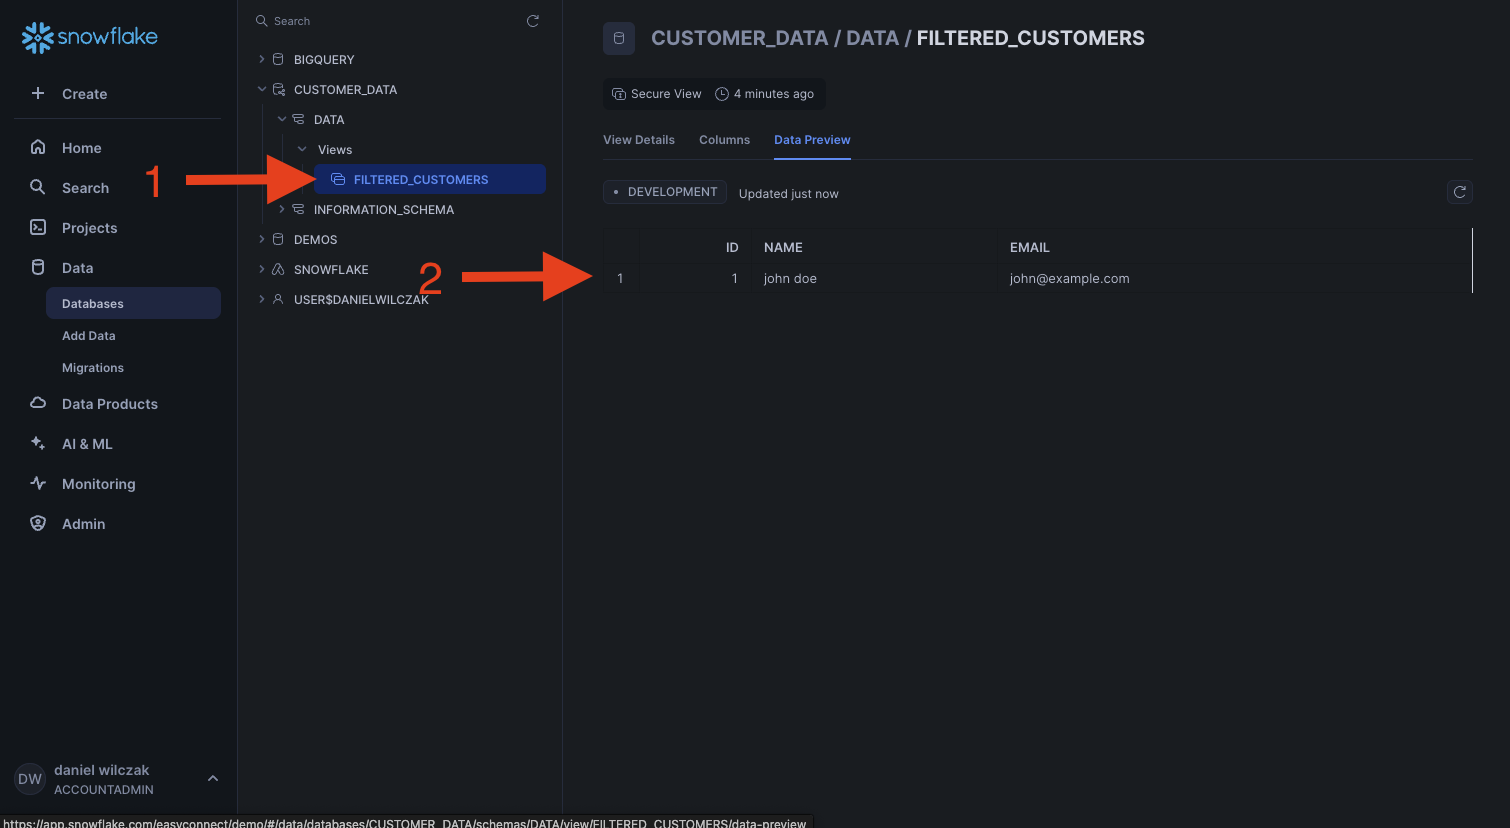 snowflake
Create
Home
Search
Projects
Data
Databases
Add Data
Migrations
Data Products
AI & ML
Monitoring
Admin
DW
daniel wilczak
ACCOUNTADMIN
Search
BIGQUERY
CUSTOMER_DATA
DATA
Views
1
FILTERED_CUSTOMERS
INFORMATION_SCHEMA
DEMOS
SNOWFLAKE
2
USER$DANIELWILCZAK
CUSTOMER_DATA / DATA / FILTERED_CUSTOMERS
Secure View 4 minutes ago
View Details Columns Data Preview
DEVELOPMENT Updated just now
ID NAME EMAIL
1 1 john doe john@example.com
https://app.snowflake.com/easyconnect/demo/#/data/databases/CUSTOMER_DATA/schemas/DATA/view/FILTERED_CUSTOMERS/data-preview